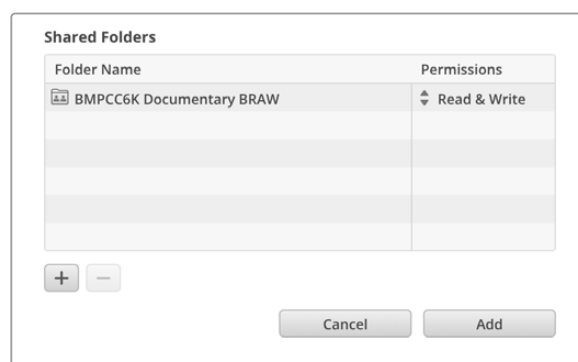 Shared Folders
Folder Name Permissions
BMPCC6K Documentary BRAW Read & Write
Cancel Add